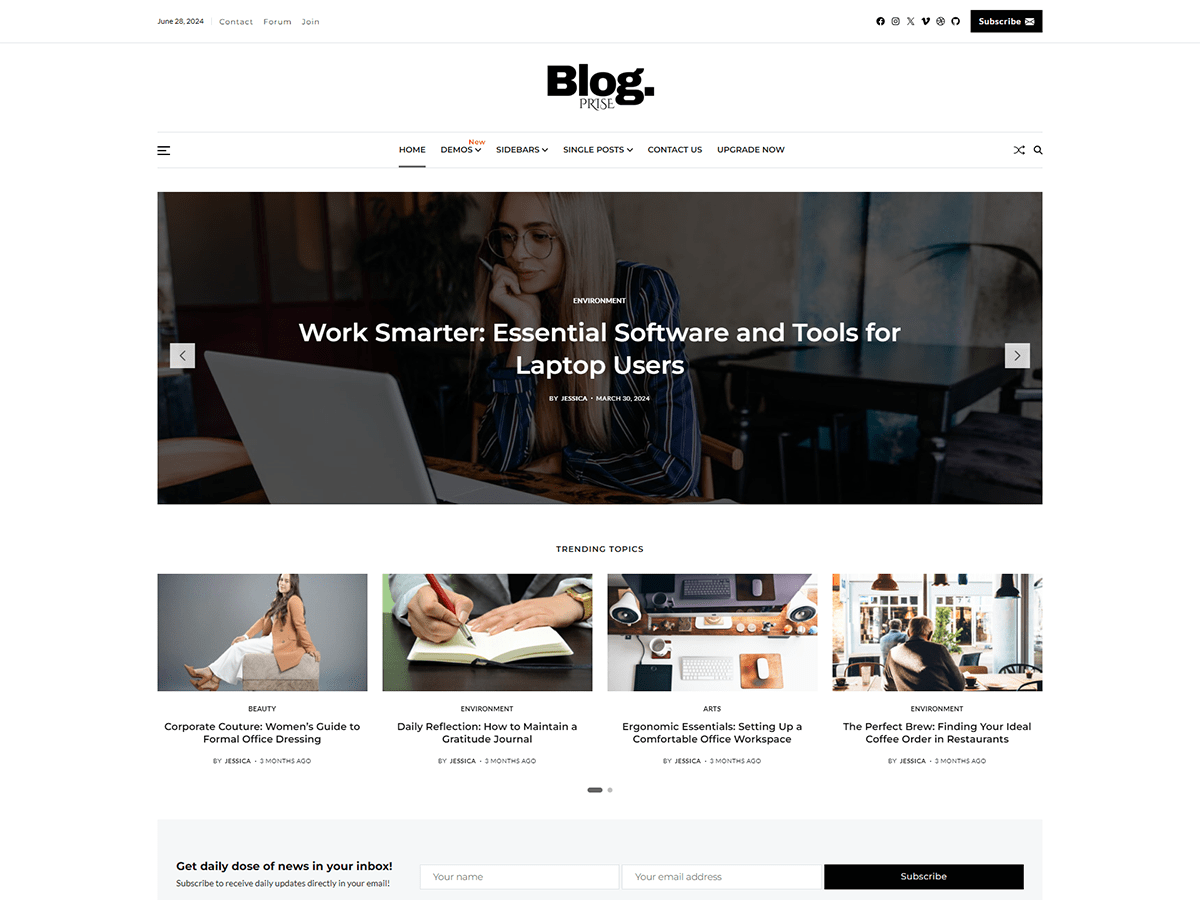 June 28, 2024 Contact Forum Join
Subscribe
Blog.
PRISE
New
HOME DEMOS SIDEBARS SINGLE POSTS CONTACT US UPGRADE NOW
ENVIRONMENT
Work Smarter: Essential Software and Tools for
Laptop Users
BY JESSICA • MARCH 30, 2024
TRENDING TOPICS
BEAUTY
Corporate Couture: Women’s Guide to
Formal Office Dressing
BY JESSICA • 3 MONTHS AGO
ENVIRONMENT
Daily Reflection: How to Maintain a
Gratitude Journal
BY JESSICA • 3 MONTHS AGO
ARTS
Ergonomic Essentials: Setting Up a
Comfortable Office Workspace
BY JESSICA • 3 MONTHS AGO
ENVIRONMENT
The Perfect Brew: Finding Your Ideal
Coffee Order in Restaurants
BY JESSICA • 3 MONTHS AGO
Get daily dose of news in your inbox!
Subscribe to receive daily updates directly in your email!
Your name
Your email address
Subscribe